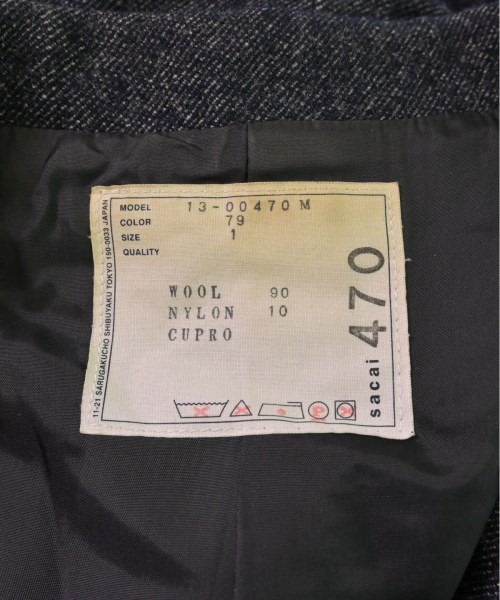 MODEL 13-00470 M
COLOR 79
SIZE 1
QUALITY
WOOL 90
NYLON 10
CUPRO
P
sacai 470
11-21 SARUGAKUCHO SHIBUYAKU TOKYO 150-0033 JAPAN